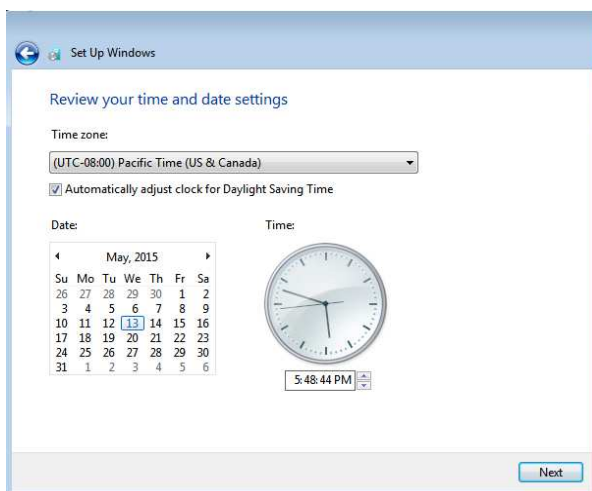 Set Up Windows
Review your time and date settings
Time zone:
(UTC-08:00) Pacific Time (US & Canada)
Automatically adjust clock for Daylight Saving Time
Date:
Time:
May, 2015
Su Mo Tu We Th Fr Sa
26 27 28 29 30 1 2
3 4 5 6 7 8 9
10 11 12 13 14 15 16
17 18 19 20 21 22 23
24 25 26 27 28 29 30
31 1 2 3 4 5 6
5:48:44 PM
Next